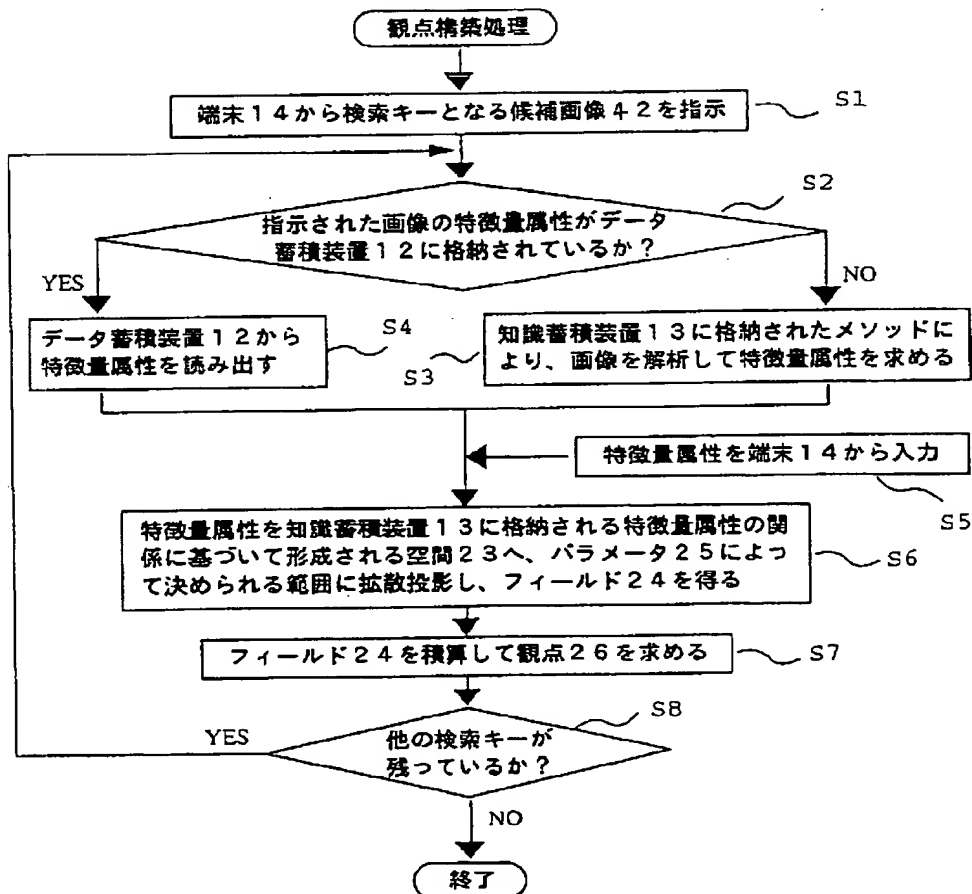 観点構築処理
端末14から検索キーとなる候補画像42を指示
S1
S2
指示された画像の特徴量属性がデータ
蓄積装置12に格納されているか?
YES
NO
データ蓄積装置12から
特徴量属性を読み出す
S4
S3
知識蓄積装置13に格納されたメソッドに
より、画像を解析して特徴量属性を求める
特徴量属性を端末14から入力
S5
特徴量属性を知識蓄積装置13に格納される特徴量属性の関
係に基づいて形成される空間23へ、パラメータ25によっ
て決められる範囲に拡散投影し、フィールド24を得る
S6
フィールド24を積算して観点26を求める
S7
S8
YES
他の検索キーが
残っているか?
NO
終了